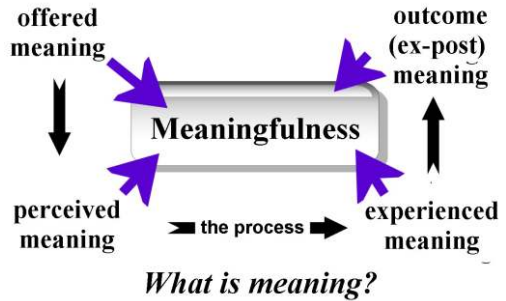 offered
meaning
outcome
(ex-post)
meaning
Meaningfulness
perceived
meaning
the process
experienced
meaning
What is meaning?